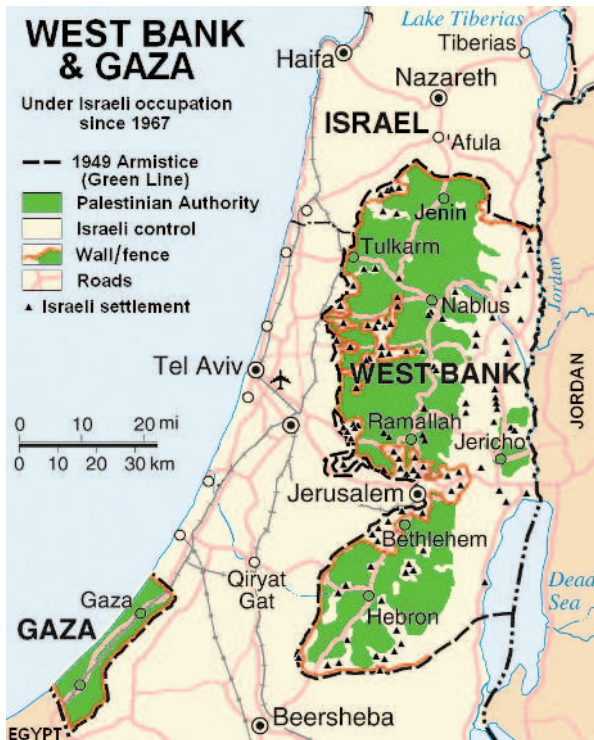 WEST BANK
& GAZA
Under Israeli occupation
since 1967
1949 Armistice
(Green Line)
Palestinian Authority
Israeli control
Wall/fence
Roads
Israeli settlement
20 mi
0
10
0
10
20
30 km
Lake Tiberias
Tiberias
Haifa
Nazareth
ISRAEL
'Afula
Jenin
Tulkarm
Nablus
Jordan
Tel Aviv
WEST BANK
JORDAN
Ramallah
Jericho
Jerusalem
Bethlehem
Qiryat
Gat
Hebron
Dead
Sea
Gaza
GAZA
Beersheba
EGYPT